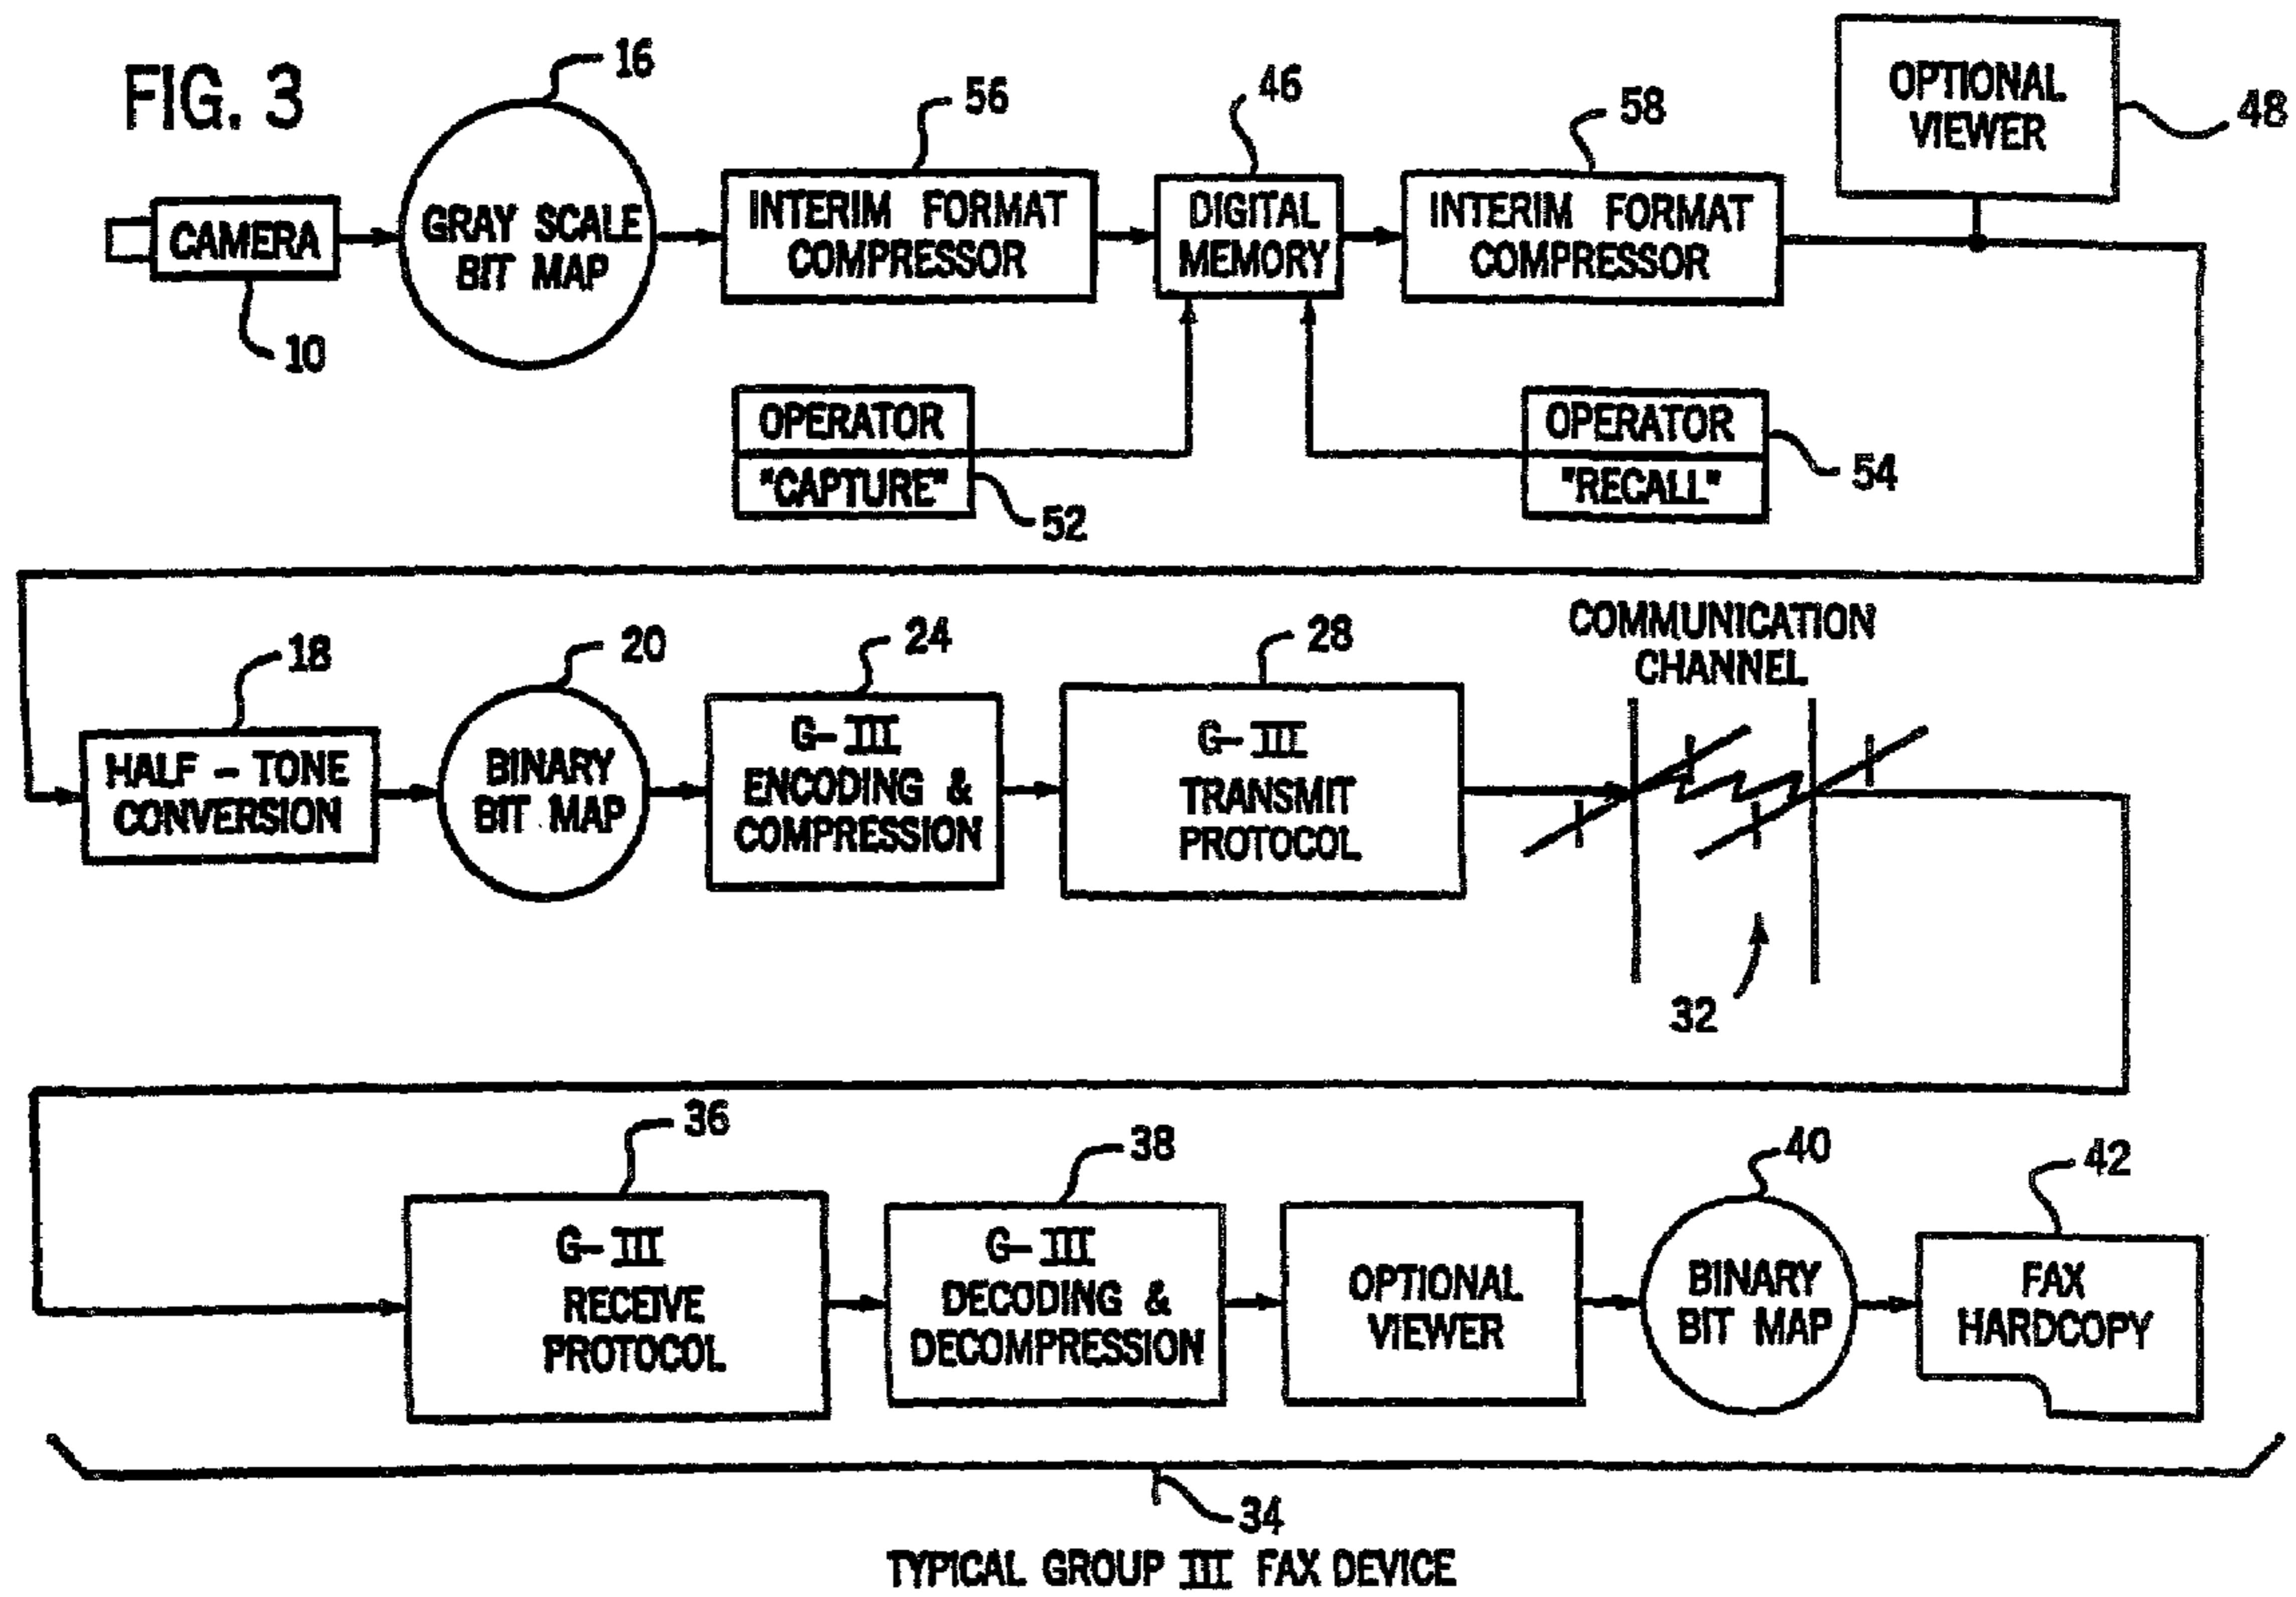 FIG. 3
16
56
46
58
OPTIONAL
VIEWER
48
CAMERA
10
GRAY SCALE
BIT MAP
INTERIM FORMAT
COMPRESSOR
DIGITAL
MEMORY
INTERIM FORMAT
COMPRESSOR
OPERATOR
"CAPTURE"
52
OPERATOR
"RECALL"
54
18
20
24
28
COMMUNICATION
CHANNEL
HALF - TONE
CONVERSION
BINARY
BIT MAP
G-III
ENCODING &
COMPRESSION
G-III
TRANSMIT
PROTOCOL
32
36
38
40
42
G-III
RECEIVE
PROTOCOL
G-III
DECODING &
DECOMPRESSION
OPTIONAL
VIEWER
BINARY
BIT MAP
FAX
HARDCOPY
34
TYPICAL GROUP III FAX DEVICE